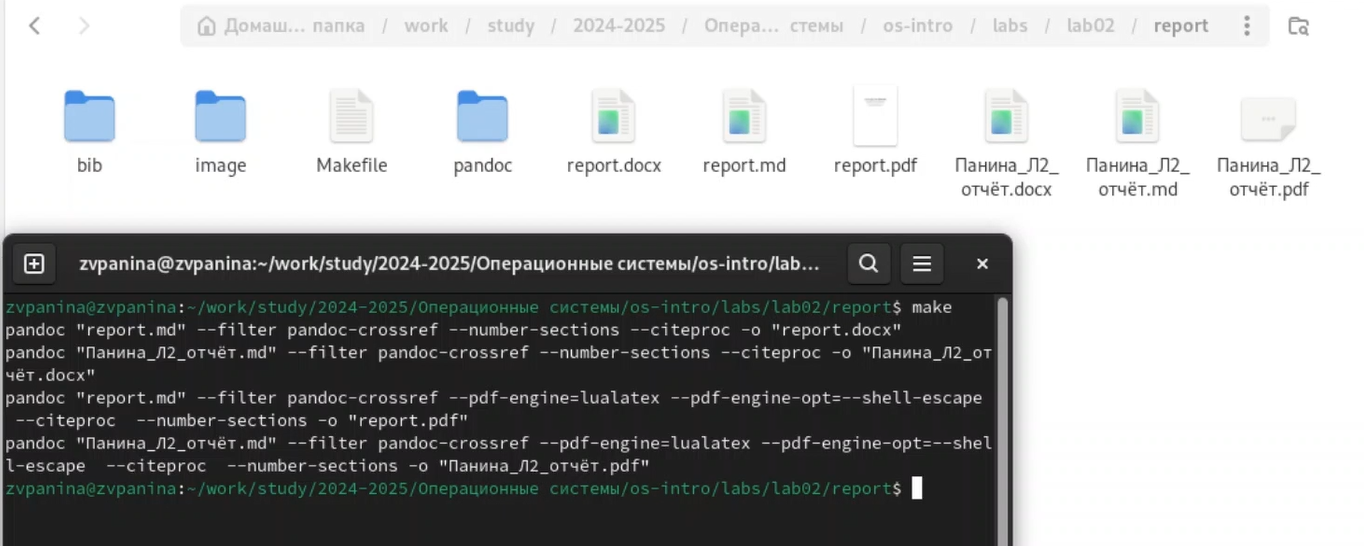 Домаш... папка / work / study / 2024-2025 / Опера... стемы / os-intro / labs / lab02 / report
bib image Makefile pandoc report.docx report.md report.pdf Панина_Л2_отчёт.docx Панина_Л2_отчёт.md Панина_Л2_отчёт.pdf
zvpanina@zvpanina:~/work/study/2024-2025/Операционные системы/os-intro/lab...
zvpanina@zvpanina:~/work/study/2024-2025/Операционные системы/os-intro/labs/lab02/report$ make
pandoc "report.md" --filter pandoc-crossref --number-sections --citeproc -o "report.docx"
pandoc "Панина_Л2_отчёт.md" --filter pandoc-crossref --number-sections --citeproc -o "Панина_Л2_от
чёт.docx"
pandoc "report.md" --filter pandoc-crossref --pdf-engine=lualatex --pdf-engine-opt=--shell-escape
 --citeproc  --number-sections -o "report.pdf"
pandoc "Панина_Л2_отчёт.md" --filter pandoc-crossref --pdf-engine=lualatex --pdf-engine-opt=--shel
l-escape  --citeproc  --number-sections -o "Панина_Л2_отчёт.pdf"
zvpanina@zvpanina:~/work/study/2024-2025/Операционные системы/os-intro/labs/lab02/report$